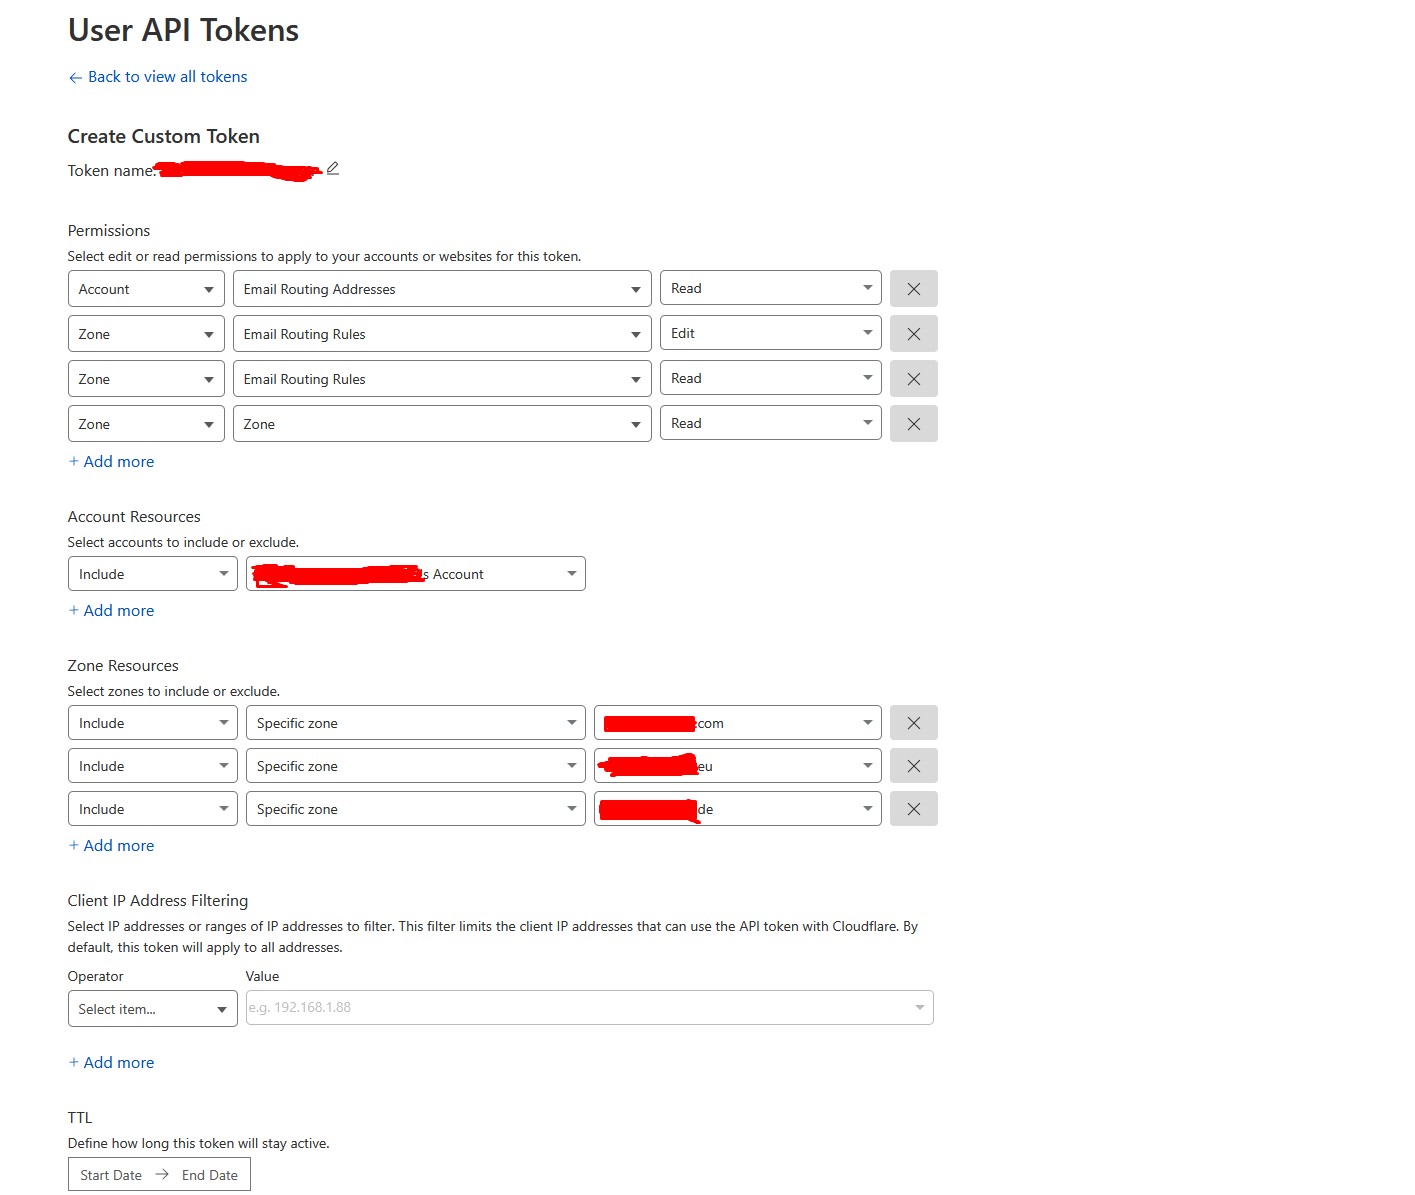 User API Tokens
← Back to view all tokens
Create Custom Token
Token name:
Permissions
Select edit or read permissions to apply to your accounts or websites for this token.
Account Email Routing Addresses Read
Zone Email Routing Rules Edit
Zone Email Routing Rules Read
Zone Zone Read
+ Add more
Account Resources
Select accounts to include or exclude.
Include s Account
+ Add more
Zone Resources
Select zones to include or exclude.
Include Specific zone com
Include Specific zone eu
Include Specific zone de
+ Add more
Client IP Address Filtering
Select IP addresses or ranges of IP addresses to filter. This filter limits the client IP addresses that can use the API token with Cloudflare. By
default, this token will apply to all addresses.
Operator Value
Select item... e.g. 192.168.1.88
+ Add more
TTL
Define how long this token will stay active.
Start Date → End Date